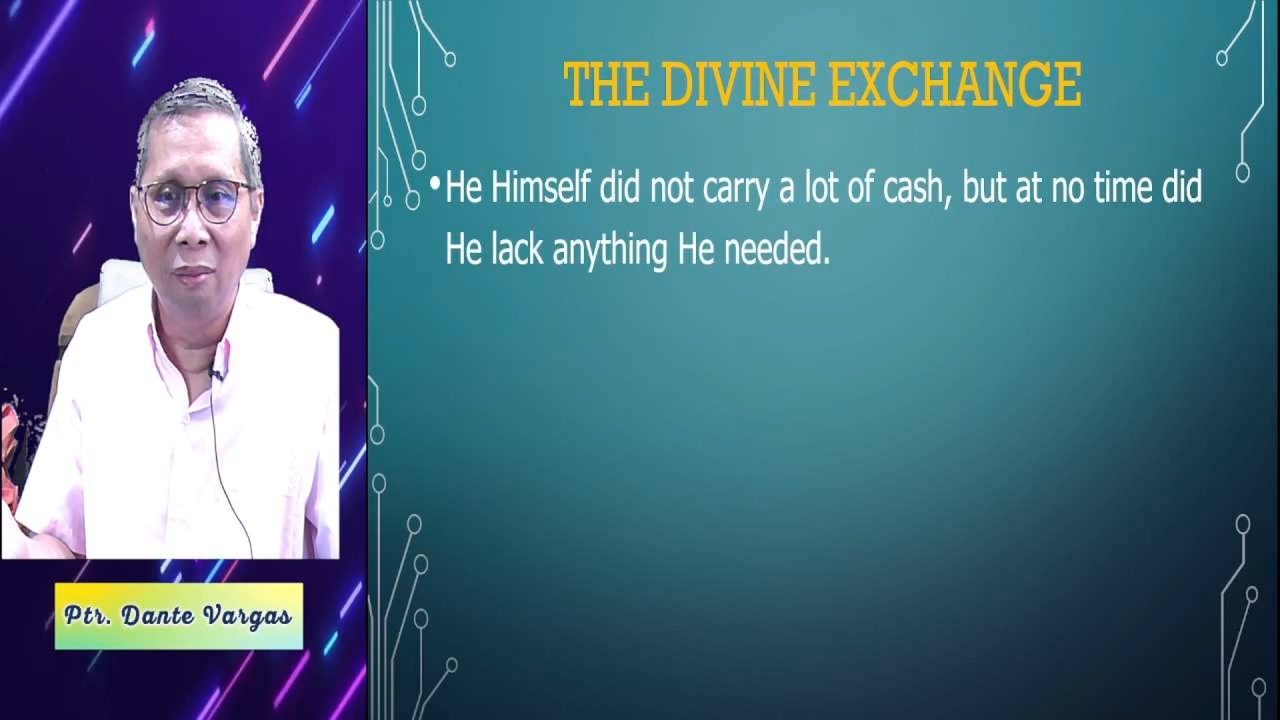 THE DIVINE EXCHANGE
•He Himself did not carry a lot of cash, but at no time did
He lack anything He needed.
Ptr. Dante Vargas